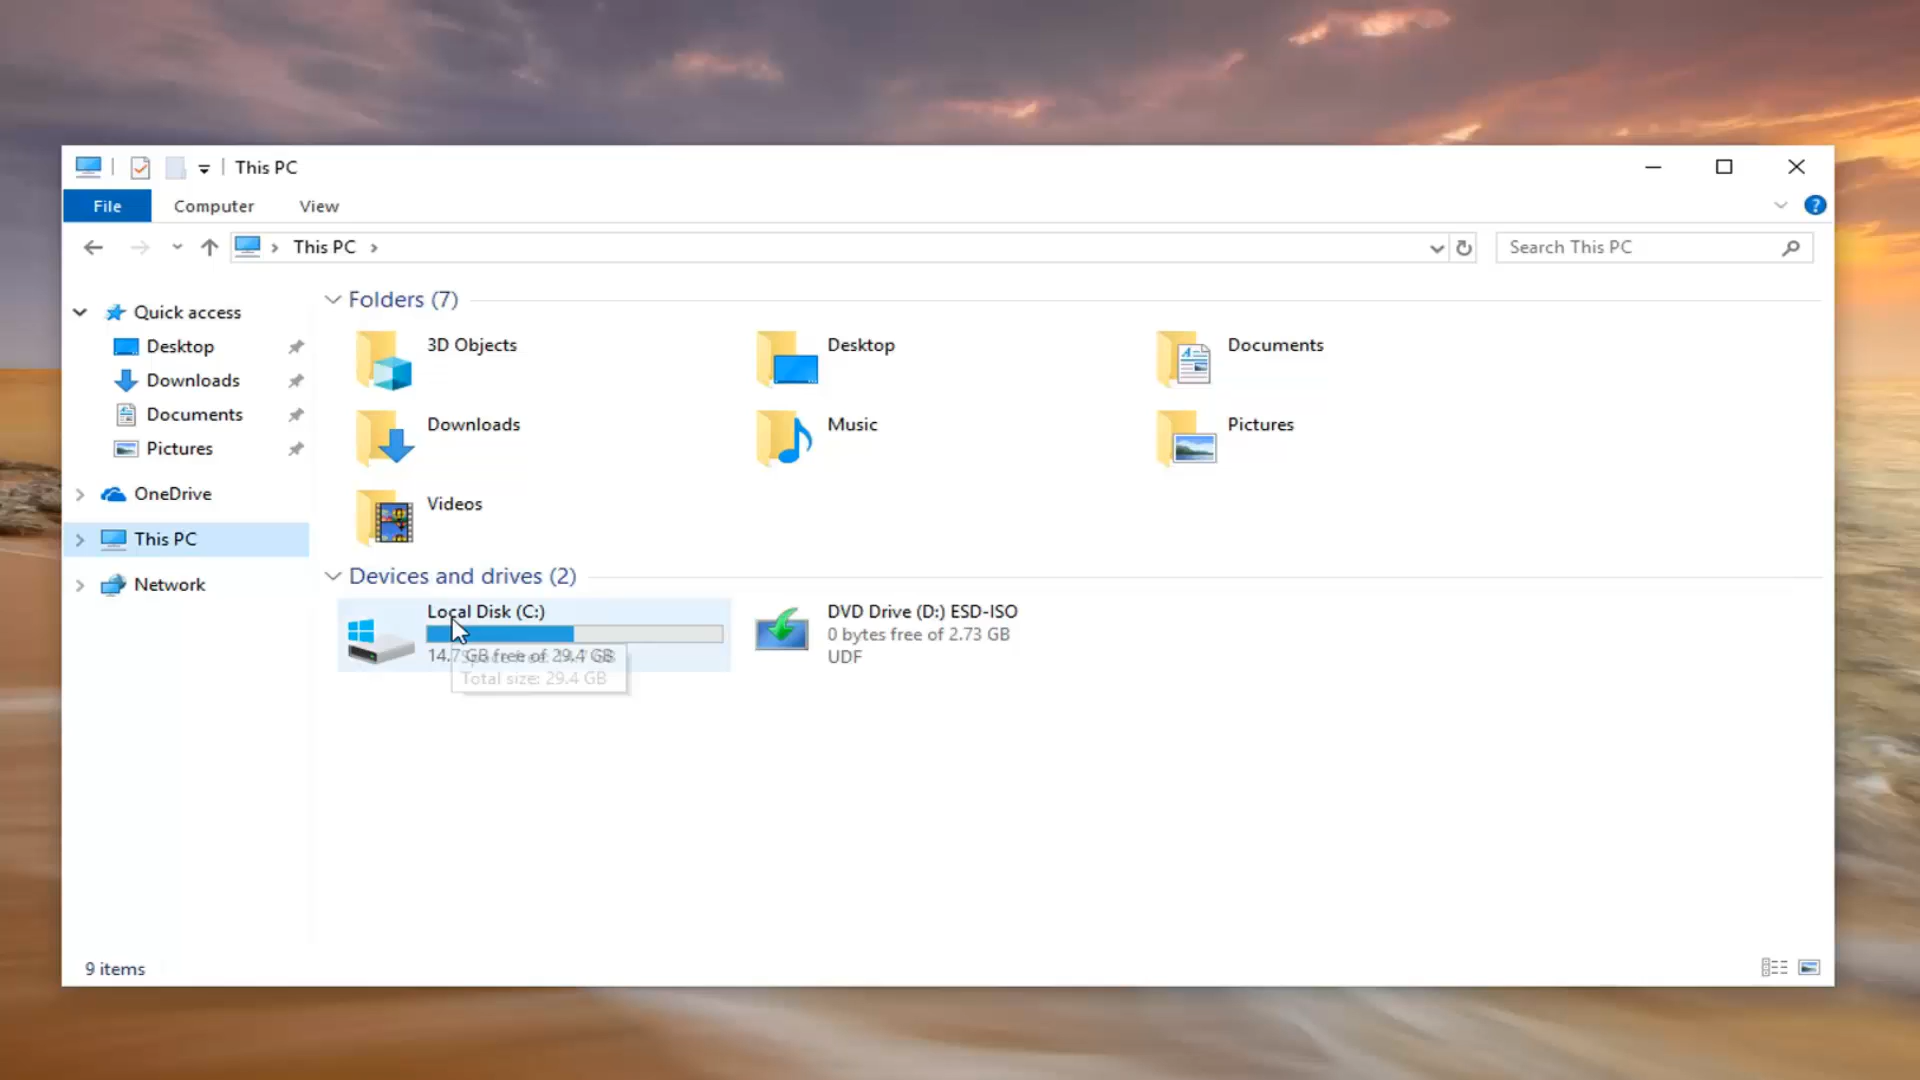 This PC
File Computer View
This PC
Search This PC
Quick access
Desktop
Downloads
Documents
Pictures
OneDrive
This PC
Network
Folders (7)
3D Objects
Desktop
Documents
Downloads
Music
Pictures
Videos
Devices and drives (2)
Local Disk (C:)
14.7 GB free of 29.4 GB
Total size: 29.4 GB
DVD Drive (D:) ESD-ISO
0 bytes free of 2.73 GB
UDF
9 items